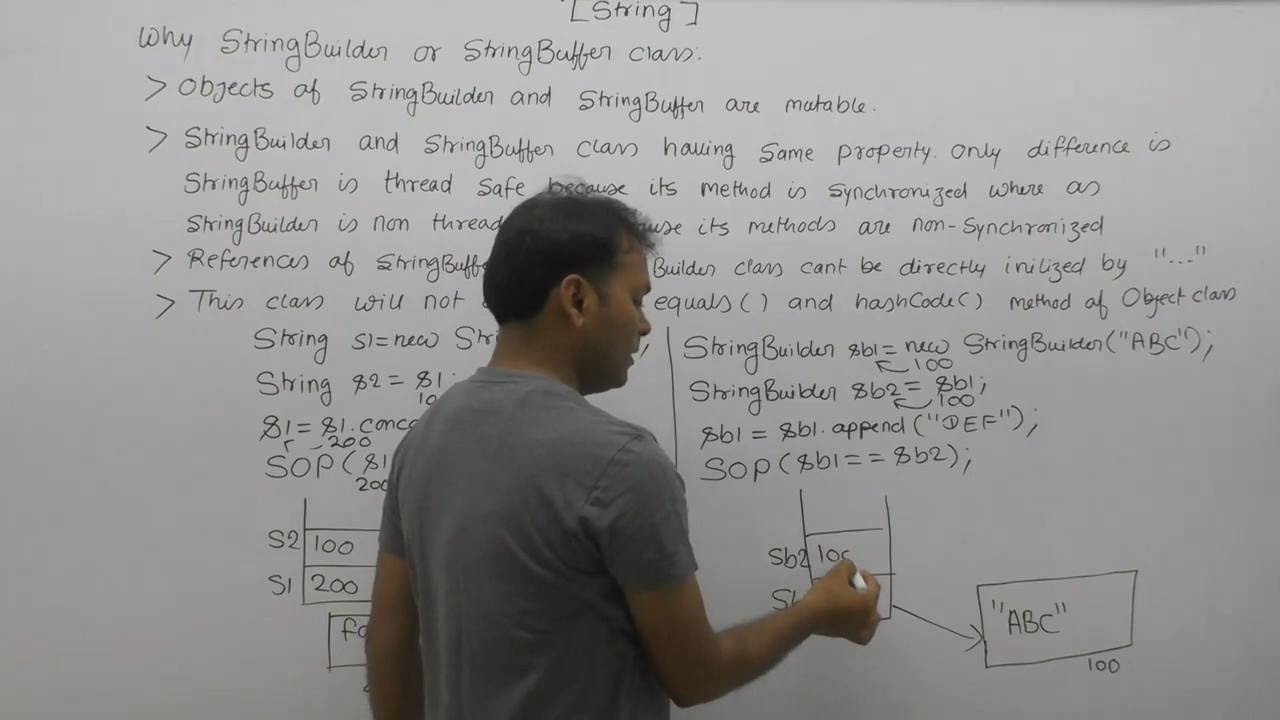 [String]
Why StringBuilder or StringBuffer class:
> Objects of StringBuilder and StringBuffer are mutable.
> StringBuilder and StringBuffer class having same property. only difference is
StringBuffer is thread safe because its method is synchronized where as
StringBuilder is non thread its methods are non-synchronized
> References of Builder class cant be directly inilized by "..."
> This class will not equals() and hashCode() method of Object class
String s1=new
String s2 = s1
s1 = s1.
200
SOP(s1
S2 100
S1 200
StringBuilder sb1 = new StringBuilder("ABC");
100
StringBuilder sb2 = sb1;
100
sb1 = sb1.append("DEF");
SOP(sb1 == sb2);
Sb2
"ABC"
100